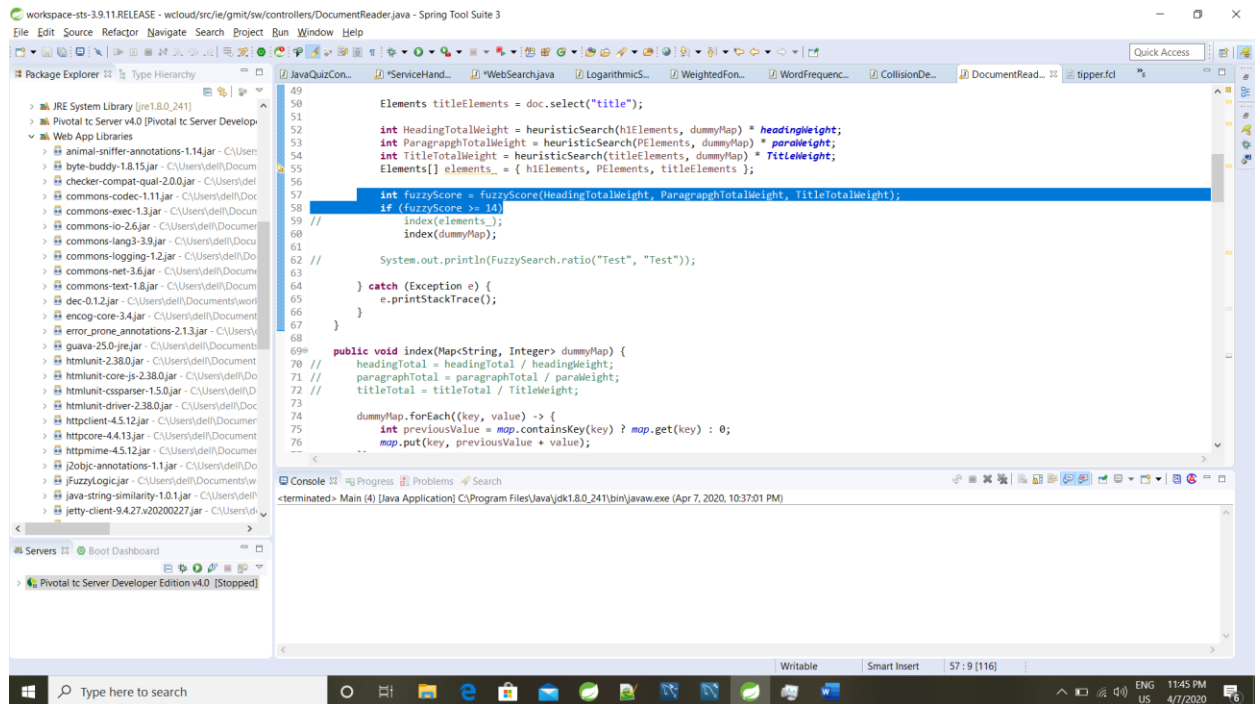 workspace-sts-3.9.11.RELEASE - wcloud/src/ie/gmit/sw/controllers/DocumentReader.java - Spring Tool Suite 3
File Edit Source Refactor Navigate Search Project Run Window Help
Quick Access
Package Explorer Type Hierarchy
JRE System Library [jre1.8.0_241]
Pivotal tc Server v4.0 [Pivotal tc Server Develop
Web App Libraries
animal-sniffer-annotations-1.14.jar - C:\Users
byte-buddy-1.8.15.jar - C:\Users\dell\Docum
checker-compat-qual-2.0.0.jar - C:\Users\del
commons-codec-1.11.jar - C:\Users\dell\Doc
commons-exec-1.3.jar - C:\Users\dell\Docum
commons-io-2.6.jar - C:\Users\dell\Documer
commons-lang3-3.9.jar - C:\Users\dell\Docu
commons-logging-1.2.jar - C:\Users\dell\Do
commons-net-3.6.jar - C:\Users\dell\Docume
commons-text-1.8.jar - C:\Users\dell\Docum
dec-0.1.2.jar - C:\Users\dell\Documents\worl
encog-core-3.4.jar - C:\Users\dell\Document
error_prone_annotations-2.1.3.jar - C:\Users\c
guava-25.0-jre.jar - C:\Users\dell\Documents
htmlunit-2.38.0.jar - C:\Users\dell\Document
htmlunit-core-js-2.38.0.jar - C:\Users\dell\Do
htmlunit-cssparser-1.5.0.jar - C:\Users\dell\D
htmlunit-driver-2.38.0.jar - C:\Users\dell\Doc
httpclient-4.5.12.jar - C:\Users\dell\Documer
httpcore-4.4.13.jar - C:\Users\dell\Document
httpmime-4.5.12.jar - C:\Users\dell\Documer
j2objc-annotations-1.1.jar - C:\Users\dell\Do
jFuzzyLogic.jar - C:\Users\dell\Documents\w
java-string-similarity-1.0.1.jar - C:\Users\dell\
jetty-client-9.4.27.v20200227.jar - C:\Users\d
Servers Boot Dashboard
Pivotal tc Server Developer Edition v4.0 [Stopped]
JavaQuizCon... *ServiceHand... *WebSearch.java LogarithmicS... WeightedFon... WordFrequenc... CollisionDe... DocumentRead... tipper.fcl
49
50 Elements titleElements = doc.select("title");
51
52 int HeadingTotalWeight = heuristicSearch(h1Elements, dummyMap) * headingWeight;
53 int ParagrapghTotalWeight = heuristicSearch(PElements, dummyMap) * paraWeight;
54 int TitleTotalWeight = heuristicSearch(titleElements, dummyMap) * TitLeWeight;
55 Elements[] elements_ = { h1Elements, PElements, titleElements };
56
57 int fuzzyScore = fuzzyScore(HeadingTotalWeight, ParagrapghTotalWeight, TitleTotalWeight);
58 if (fuzzyScore >= 14)
59 // index(elements_);
60 index(dummyMap);
61
62 // System.out.println(FuzzySearch.ratio("Test", "Test"));
63
64 } catch (Exception e) {
65 e.printStackTrace();
66 }
67 }
68
69 public void index(Map<String, Integer> dummyMap) {
70 // headingTotal = headingTotal / headingWeight;
71 // paragraphTotal = paragraphTotal / paraWeight;
72 // titleTotal = titleTotal / TitleWeight;
73
74 dummyMap.forEach((key, value) -> {
75 int previousValue = map.containsKey(key) ? map.get(key) : 0;
76 map.put(key, previousValue + value);
Console Progress Problems Search
<terminated> Main (4) [Java Application] C:\Program Files\Java\jdk1.8.0_241\bin\javaw.exe (Apr 7, 2020, 10:37:01 PM)
Writable Smart Insert 57 : 9 [116]
Type here to search
ENG 11:45 PM
US 4/7/2020
6